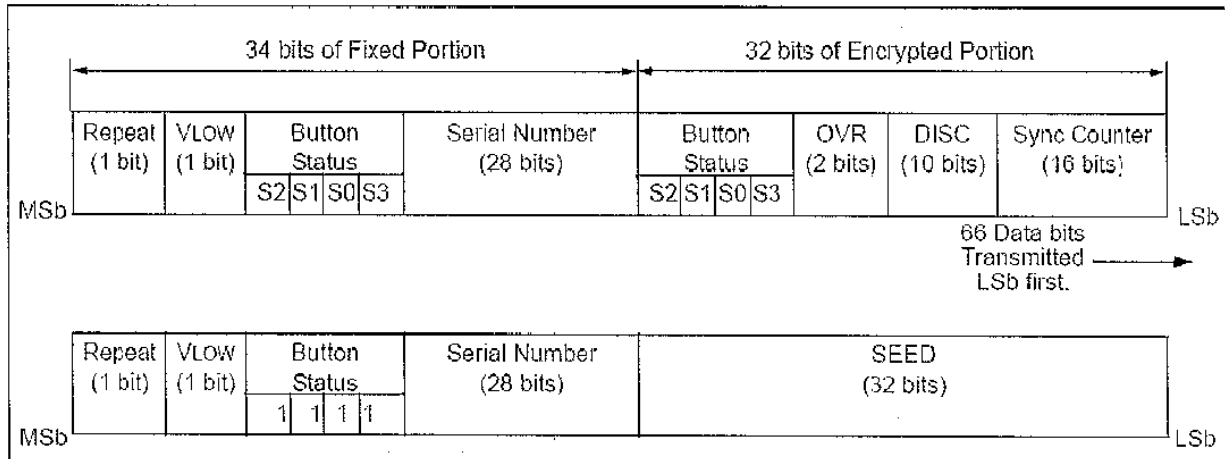 34 bits of Fixed Portion
32 bits of Encrypted Portion
Repeat VLOW Button Serial Number Button OVR DISC Sync Counter
(1 bit) (1 bit) Status (28 bits) Status (2 bits) (10 bits) (16 bits)
S2 S1 S0 S3 S2 S1 S0 S3
MSb LSb
66 Data bits
Transmitted
LSb first.
Repeat VLOW Button Serial Number SEED
(1 bit) (1 bit) Status (28 bits) (32 bits)
1 1 1 1
MSb LSb